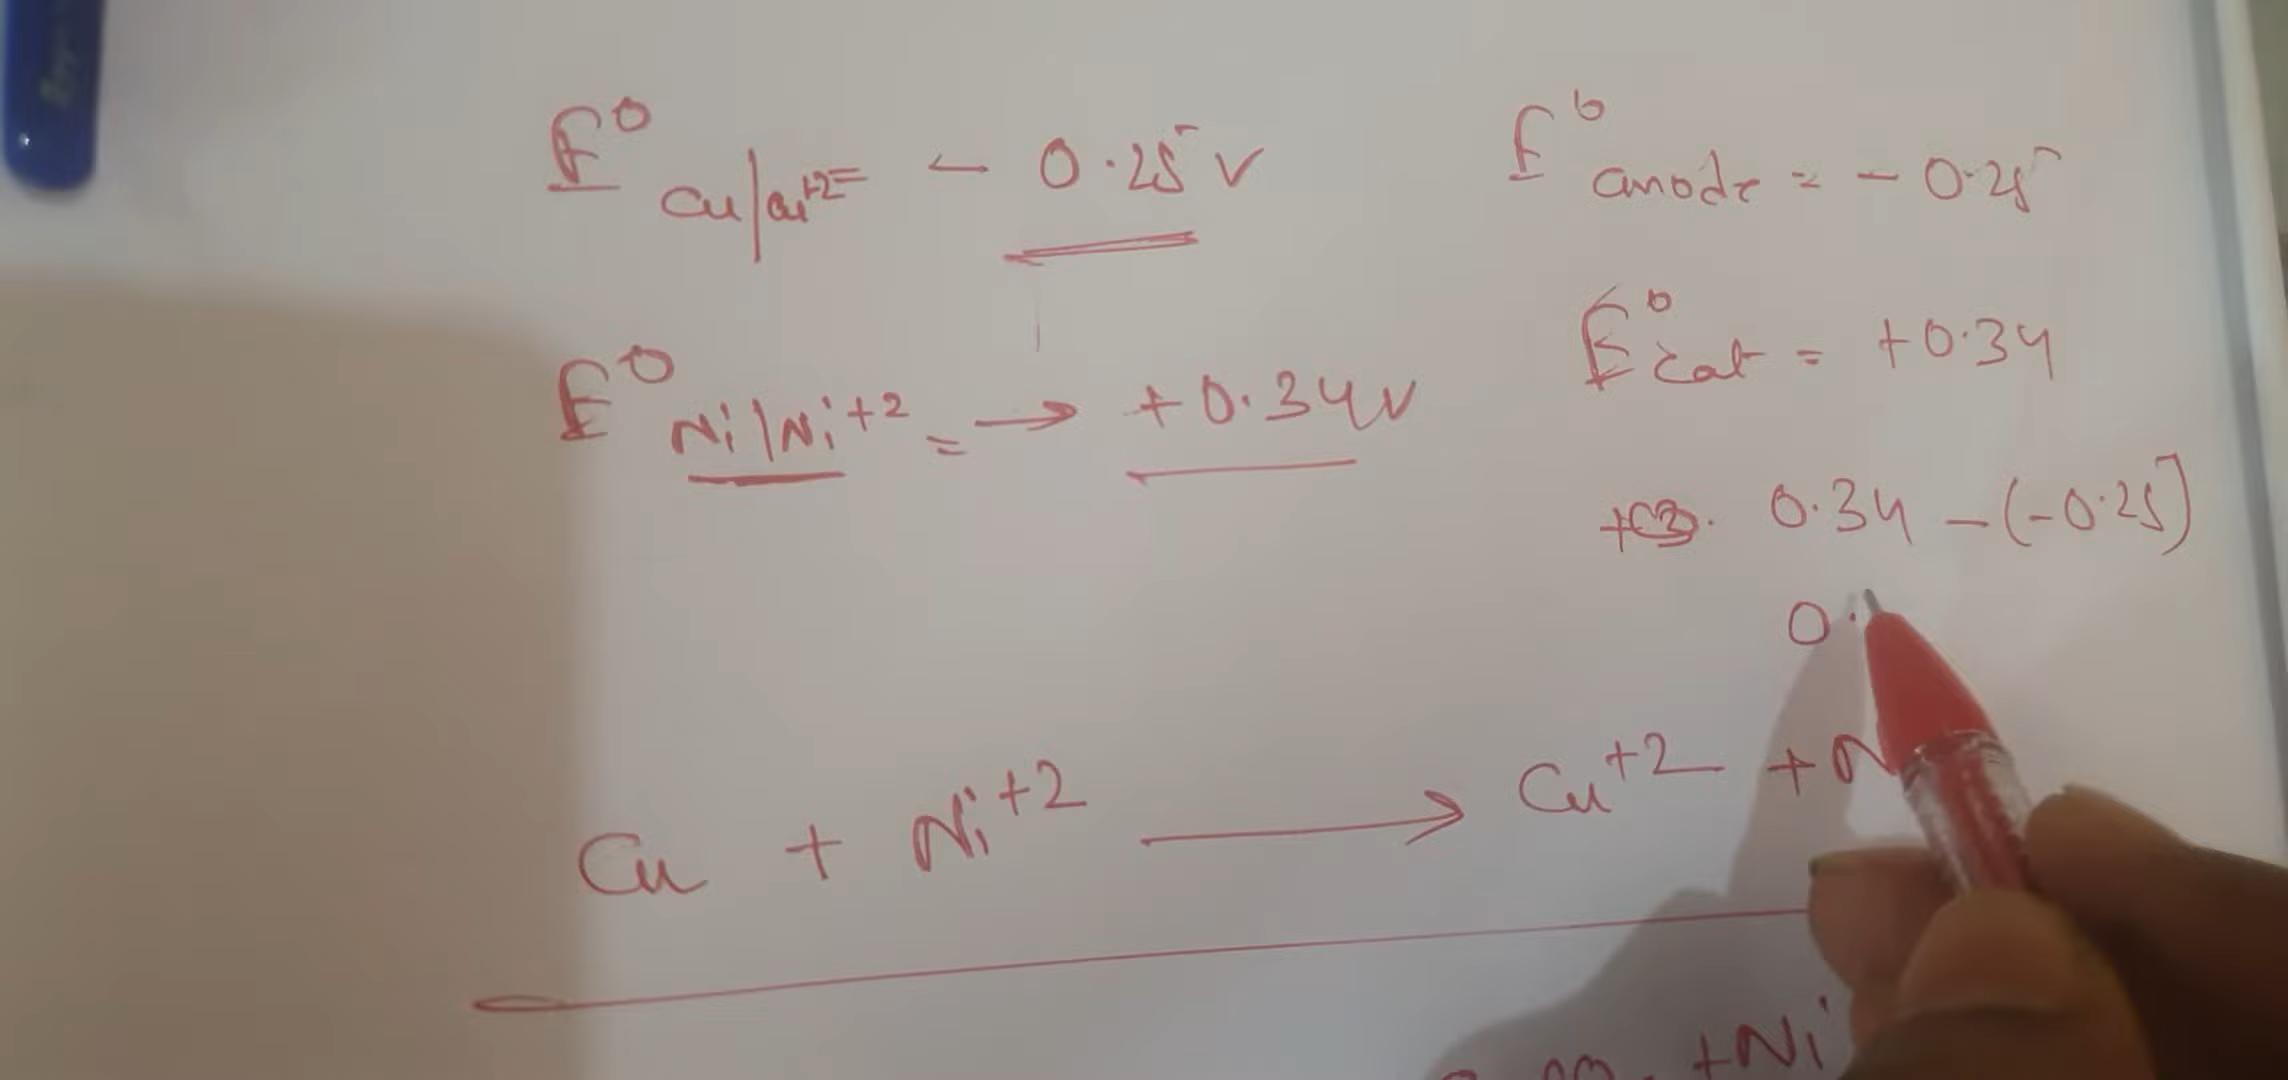 E° Cu/Cu+2 = - 0.25 V
E° Ni|Ni+2 = → +0.34 V
E° anode = - 0.25
E° cat = +0.34
0.34 - (-0.25)
0.
Cu + Ni+2 → Cu+2 + N
+Ni